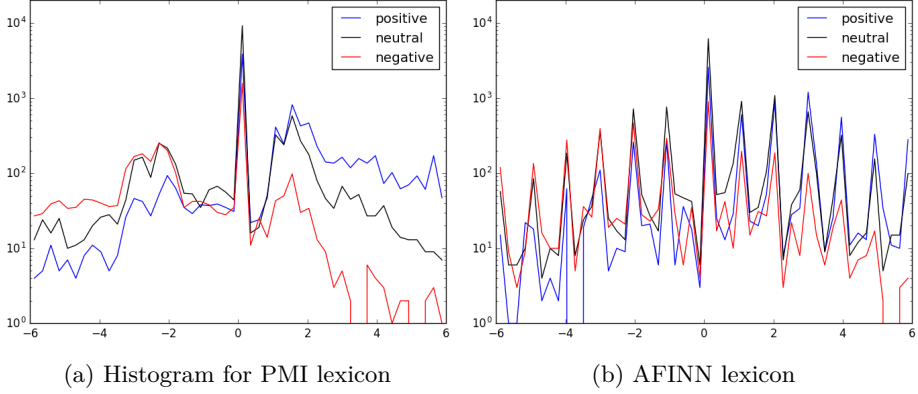 10^4
10^3
10^2
10^1
10^0
−6 −4 −2 0 2 4 6
positive
neutral
negative
(a) Histogram for PMI lexicon
10^4
10^3
10^2
10^1
10^0
−6 −4 −2 0 2 4 6
positive
neutral
negative
(b) AFINN lexicon